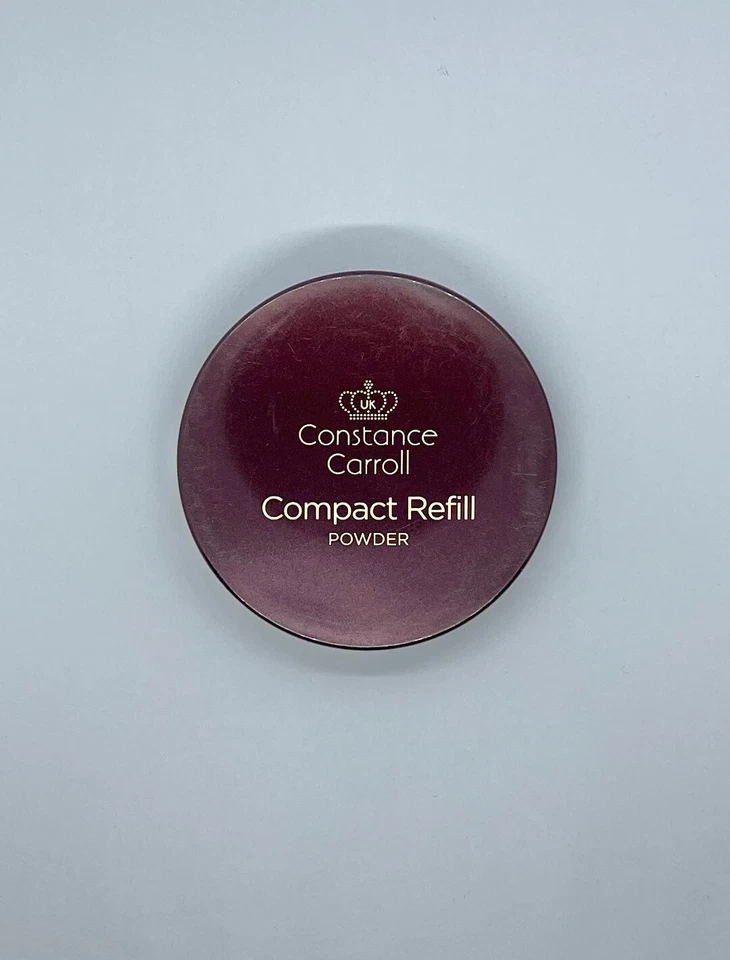 UK
Constance
Carroll
Compact Refill
POWDER